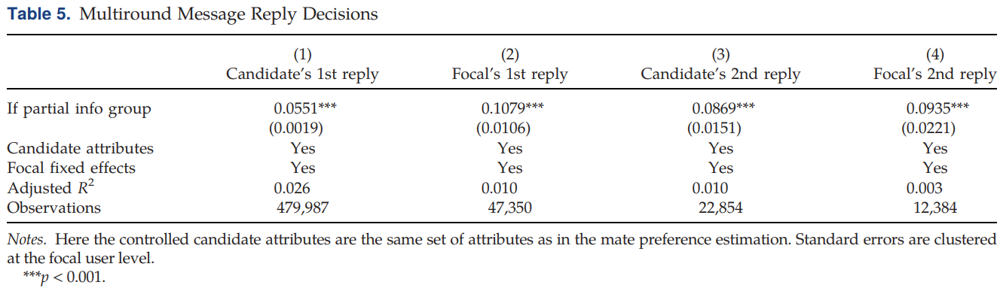 Table 5. Multiround Message Reply Decisions
(1) (2) (3) (4)
Candidate's 1st reply Focal's 1st reply Candidate's 2nd reply Focal's 2nd reply
If partial info group 0.0551*** 0.1079*** 0.0869*** 0.0935***
(0.0019) (0.0106) (0.0151) (0.0221)
Candidate attributes Yes Yes Yes Yes
Focal fixed effects Yes Yes Yes Yes
Adjusted R² 0.026 0.010 0.010 0.003
Observations 479,987 47,350 22,854 12,384
Notes. Here the controlled candidate attributes are the same set of attributes as in the mate preference estimation. Standard errors are clustered
at the focal user level.
***p < 0.001.